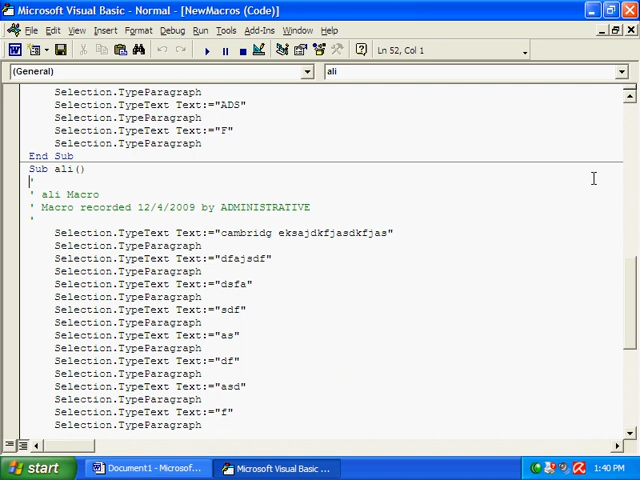 Microsoft Visual Basic - Normal - [NewMacros (Code)]
File Edit View Insert Format Debug Run Tools Add-Ins Window Help
Ln 52, Col 1
(General) ali
Selection.TypeParagraph
Selection.TypeText Text:="ADS"
Selection.TypeParagraph
Selection.TypeText Text:="F"
Selection.TypeParagraph
End Sub
Sub ali()
'
' ali Macro
' Macro recorded 12/4/2009 by ADMINISTRATIVE
'
Selection.TypeText Text:="cambridg eksajdkfjasdkfjas"
Selection.TypeParagraph
Selection.TypeText Text:="dfajsdf"
Selection.TypeParagraph
Selection.TypeText Text:="dsfa"
Selection.TypeParagraph
Selection.TypeText Text:="sdf"
Selection.TypeParagraph
Selection.TypeText Text:="as"
Selection.TypeParagraph
Selection.TypeText Text:="df"
Selection.TypeParagraph
Selection.TypeText Text:="asd"
Selection.TypeParagraph
Selection.TypeText Text:="f"
Selection.TypeParagraph
start Document1 - Microsof... Microsoft Visual Basic ... 1:40 PM